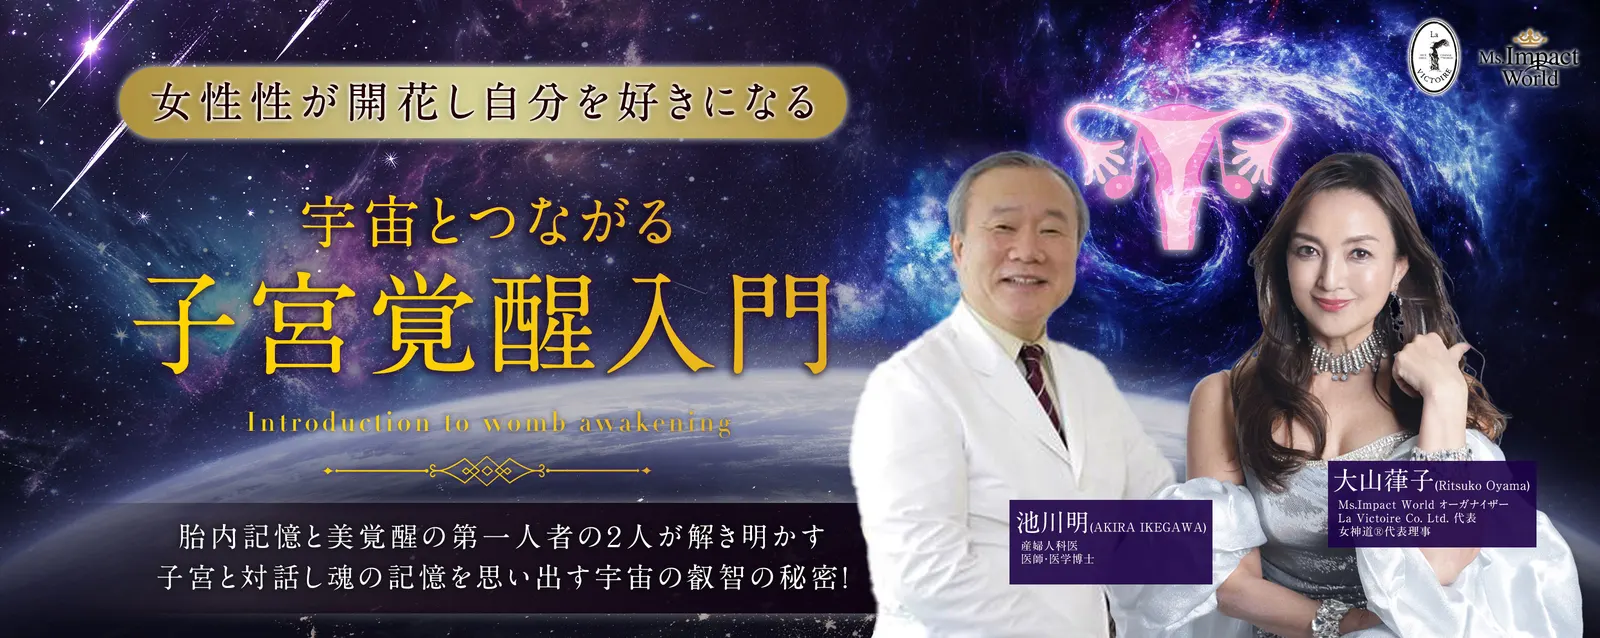 女性性が開花し自分を好きになる
宇宙とつながる
子宮覚醒入門
Introduction to womb awakening
胎内記憶と美覚醒の第一人者の2人が解き明かす
子宮と対話し魂の記憶を思い出す宇宙の叡智の秘密!
La
VICTOIRE
Ms.Impact
World
池川明(AKIRA IKEGAWA)
産婦人科医
医師・医学博士
大山葎子(Ritsuko Oyama)
Ms.Impact World オーガナイザー
La Victoire Co. Ltd. 代表
女神道®代表理事